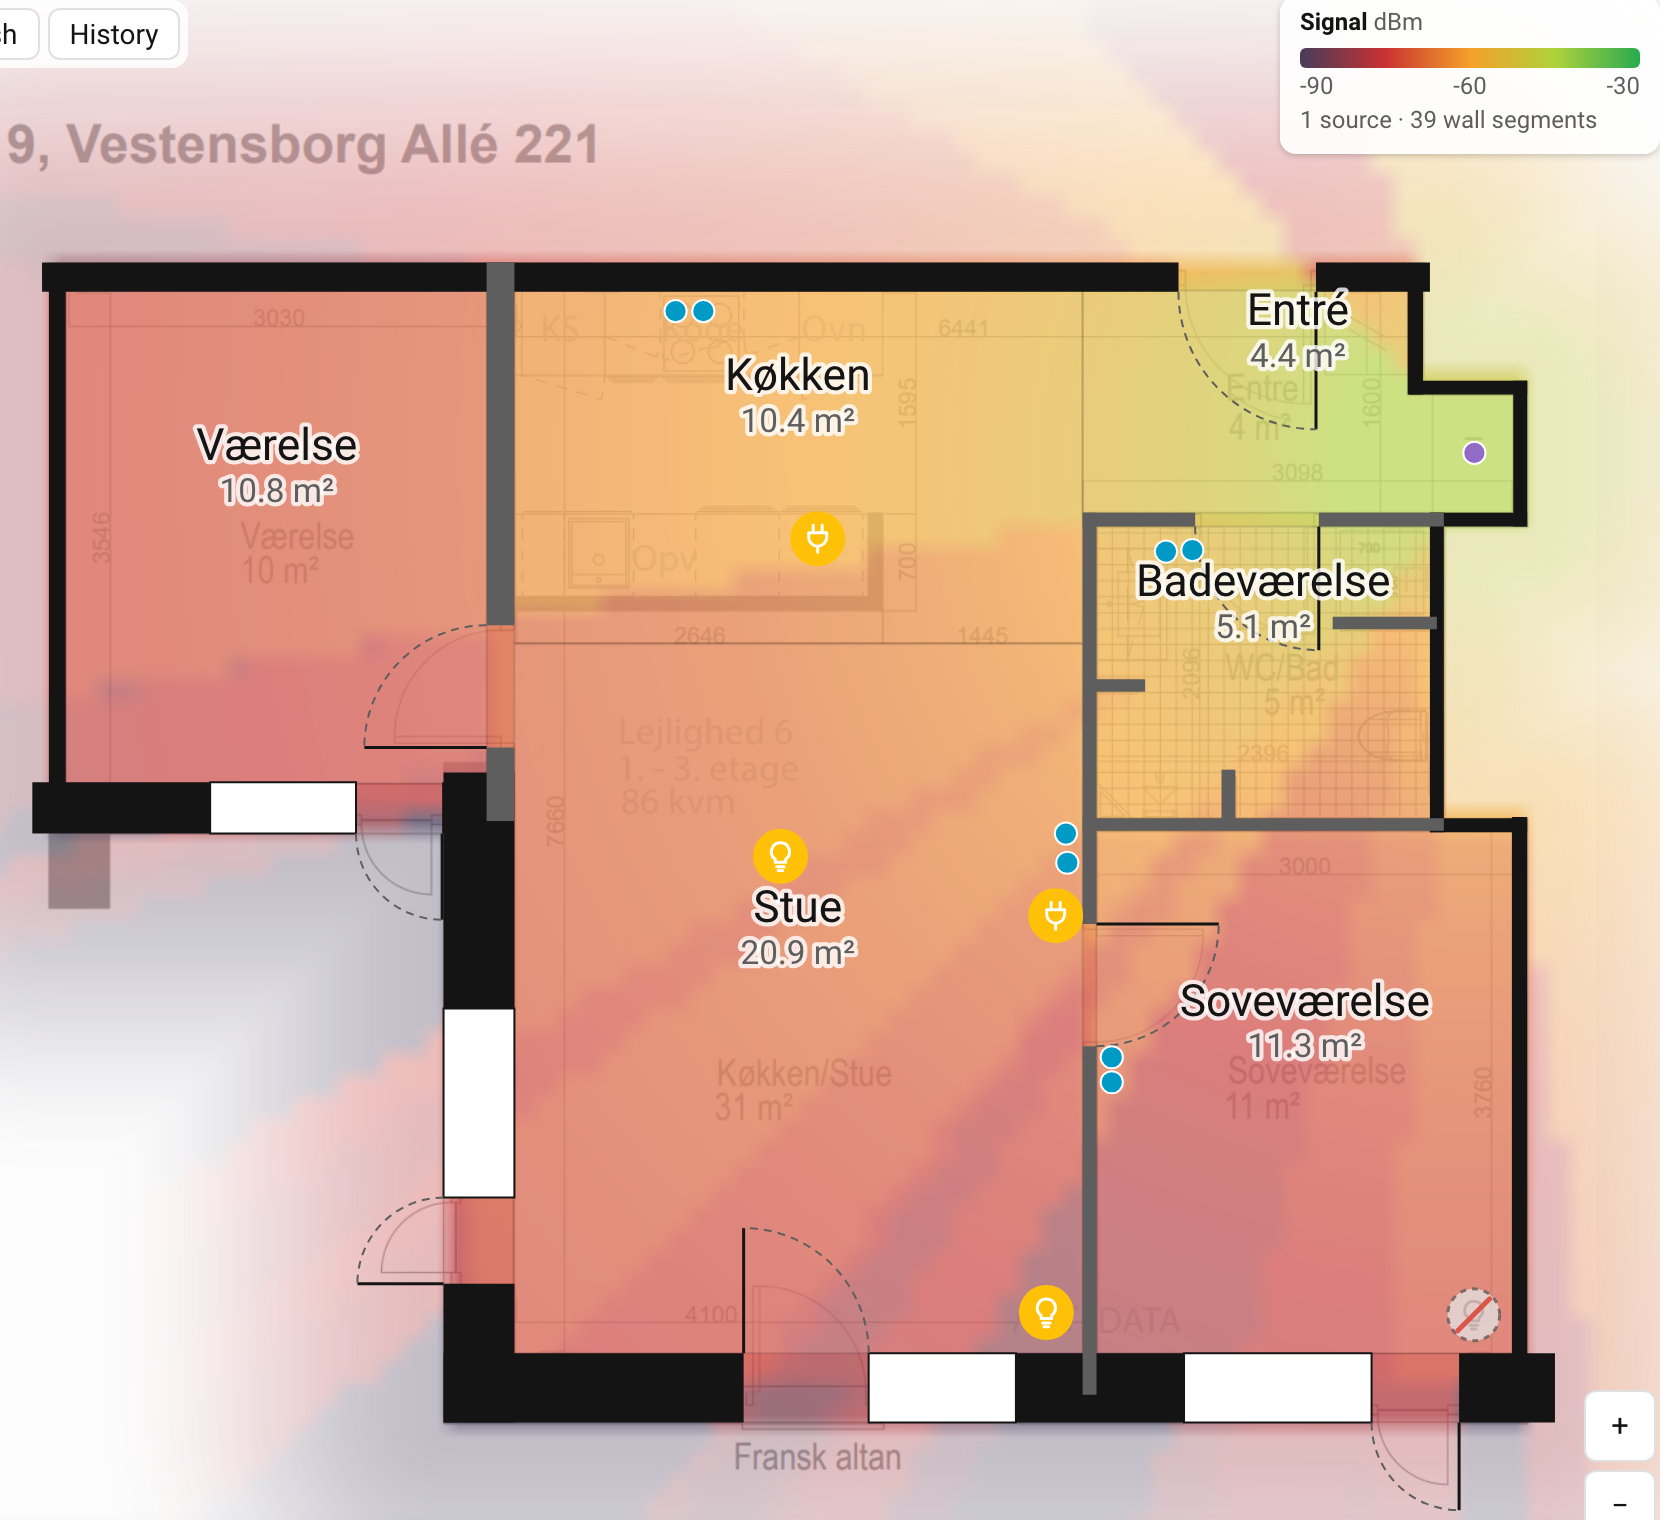 sh
History
Signal dBm
-90 -60 -30
1 source · 39 wall segments
9, Vestensborg Allé 221
3030
KS
Køge
Ovn
6441
Entré
4.4 m²
Entre
4 m²
1600
3098
Køkken
10.4 m²
1595
Værelse
10.8 m²
3546
Værelse
10 m²
Opv
700
2646
1445
790
Badeværelse
5.1 m²
2096
WC/Bad
5 m²
2396
Lejlighed 6
1. - 3. etage
86 kvm
7660
3000
Stue
20.9 m²
Soveværelse
11.3 m²
Soveværelse
11 m²
3760
Køkken/Stue
31 m²
4100
DATA
Fransk altan
+
−